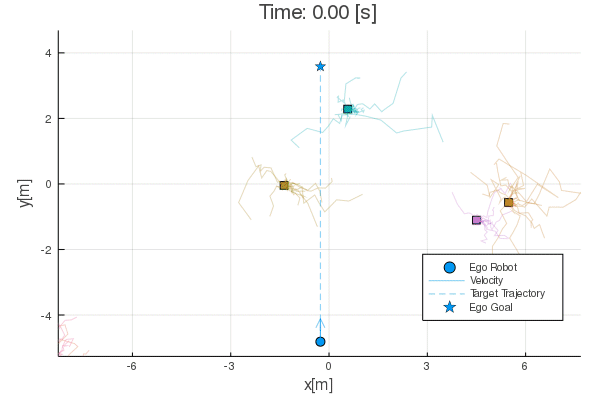 Time: 0.00 [s]
4
2
0
-2
-4
y[m]
Ego Robot
Velocity
Target Trajectory
Ego Goal
-6
-3
0
3
6
x[m]